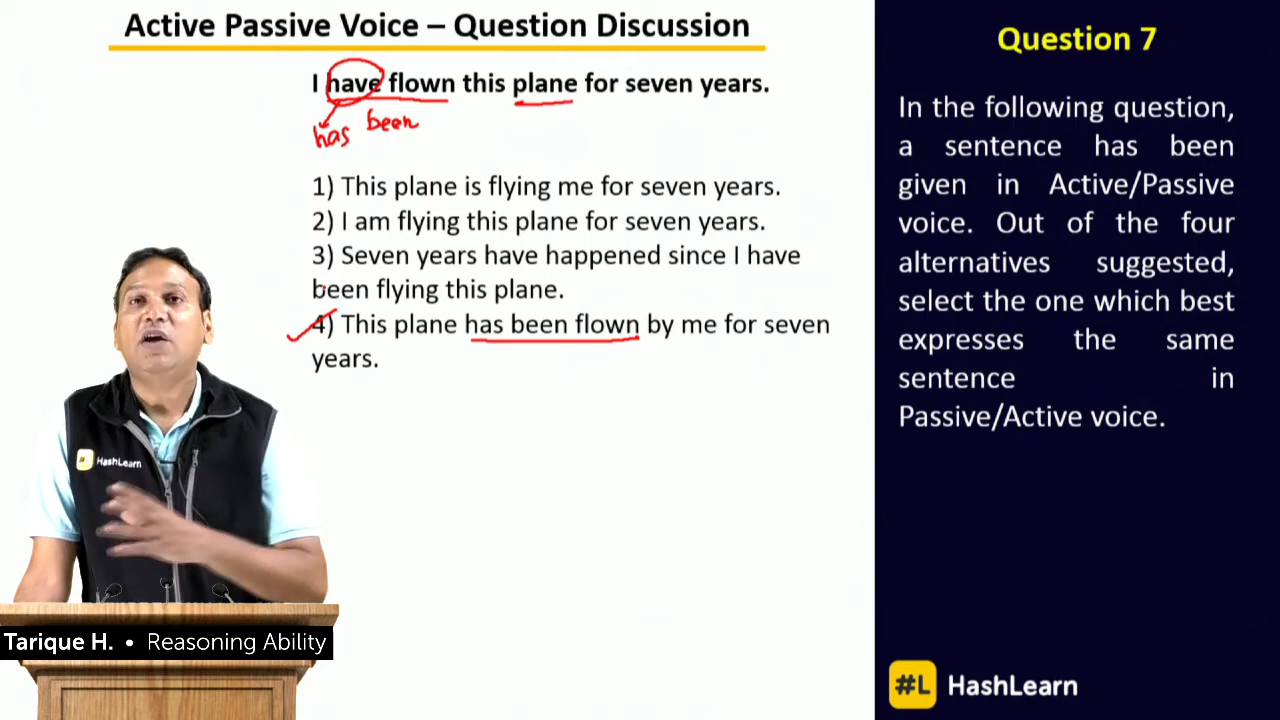 Active Passive Voice – Question Discussion
I have flown this plane for seven years.
has been
1) This plane is flying me for seven years.
2) I am flying this plane for seven years.
3) Seven years have happened since I have
been flying this plane.
4) This plane has been flown by me for seven
years.
HashLearn
Tarique H. • Reasoning Ability
Question 7
In the following question,
a sentence has been
given in Active/Passive
voice. Out of the four
alternatives suggested,
select the one which best
expresses the same
sentence in
Passive/Active voice.
#L HashLearn